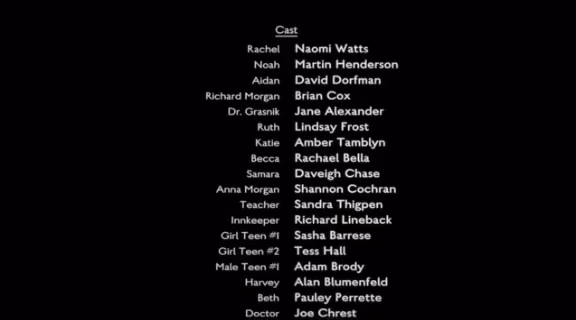 Cast
Rachel Naomi Watts
Noah Martin Henderson
Aidan David Dorfman
Richard Morgan Brian Cox
Dr. Grasnik Jane Alexander
Ruth Lindsay Frost
Katie Amber Tamblyn
Becca Rachael Bella
Samara Daveigh Chase
Anna Morgan Shannon Cochran
Teacher Sandra Thigpen
Innkeeper Richard Lineback
Girl Teen #1 Sasha Barrese
Girl Teen #2 Tess Hall
Male Teen #1 Adam Brody
Harvey Alan Blumenfeld
Beth Pauley Perrette
Doctor Joe Chrest